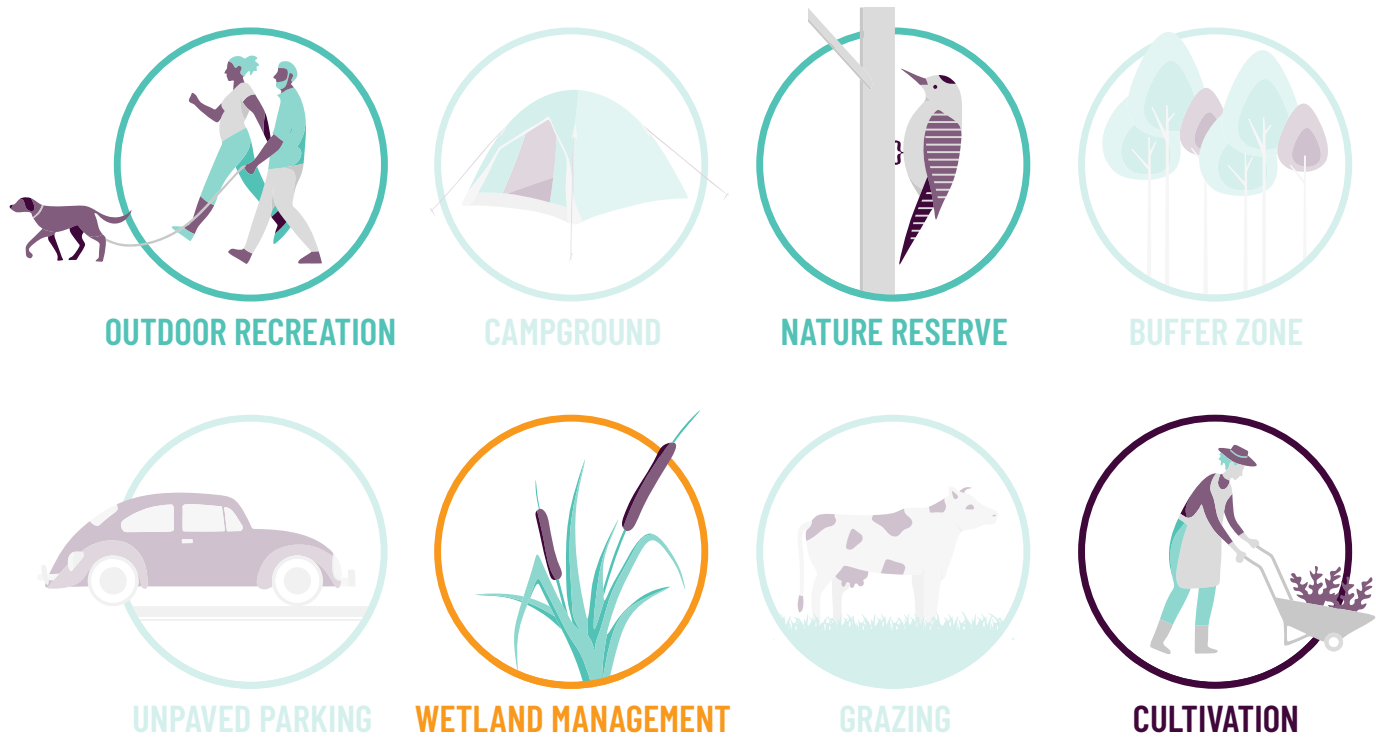 OUTDOOR RECREATION
CAMPGROUND
NATURE RESERVE
BUFFER ZONE
UNPAVED PARKING
WETLAND MANAGEMENT
GRAZING
CULTIVATION